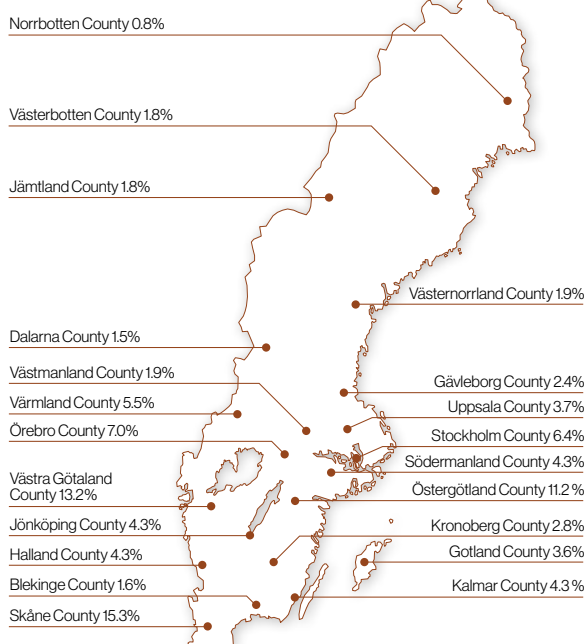 Norrbotten County 0.8%
Västerbotten County 1.8%
Jämtland County 1.8%
Västernorrland County 1.9%
Dalarna County 1.5%
Västmanland County 1.9%
Värmland County 5.5%
Örebro County 7.0%
Västra Götaland
County 13.2%
Jönköping County 4.3%
Halland County 4.3%
Blekinge County 1.6%
Skåne County 15.3%
Gävleborg County 2.4%
Uppsala County 3.7%
Stockholm County 6.4%
Södermanland County 4.3%
Östergötland County 11.2 %
Kronoberg County 2.8%
Gotland County 3.6%
Kalmar County 4.3 %